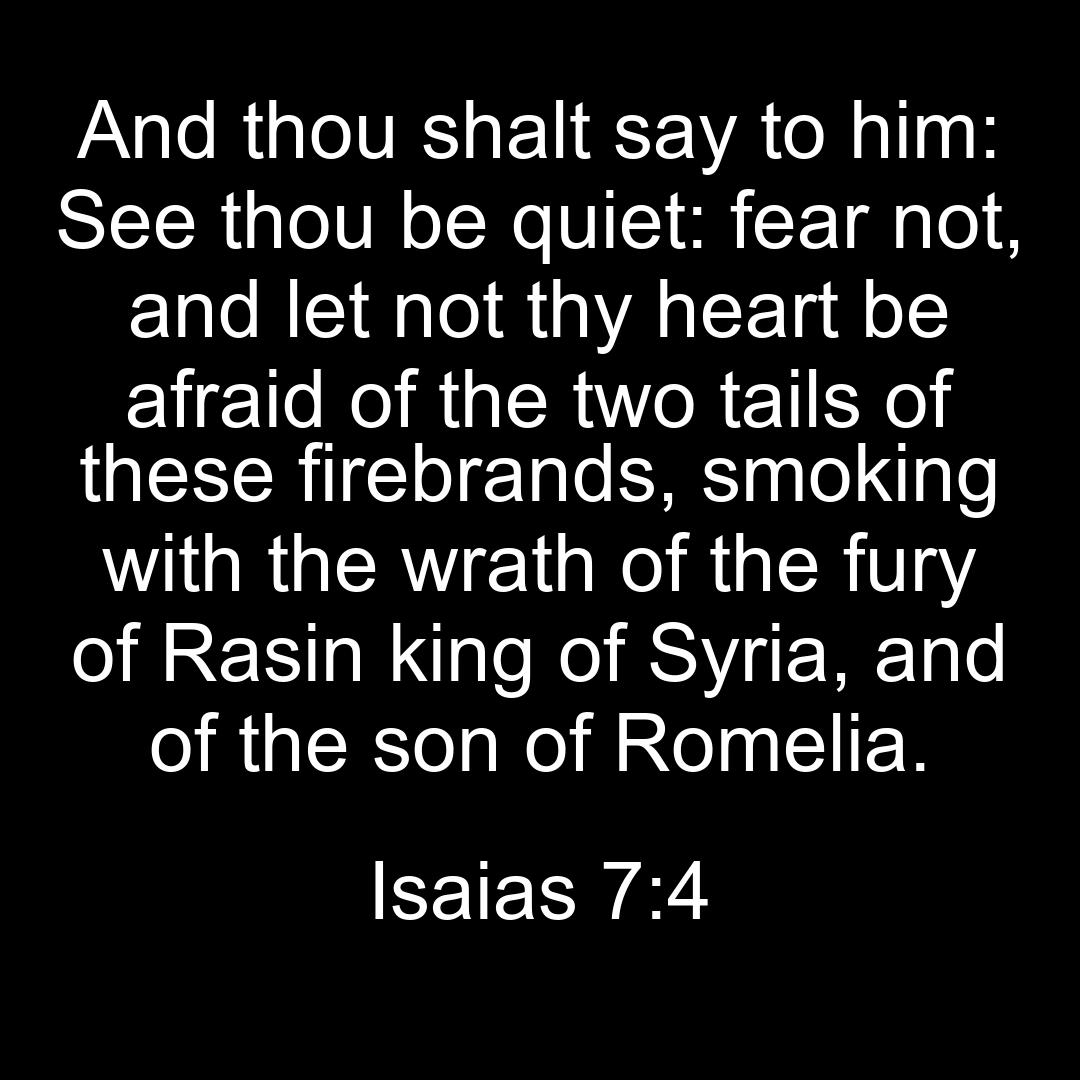 And thou shalt say to him:
See thou be quiet: fear not,
and let not thy heart be
afraid of the two tails of
these firebrands, smoking
with the wrath of the fury
of Rasin king of Syria, and
of the son of Romelia.
Isaias 7:4